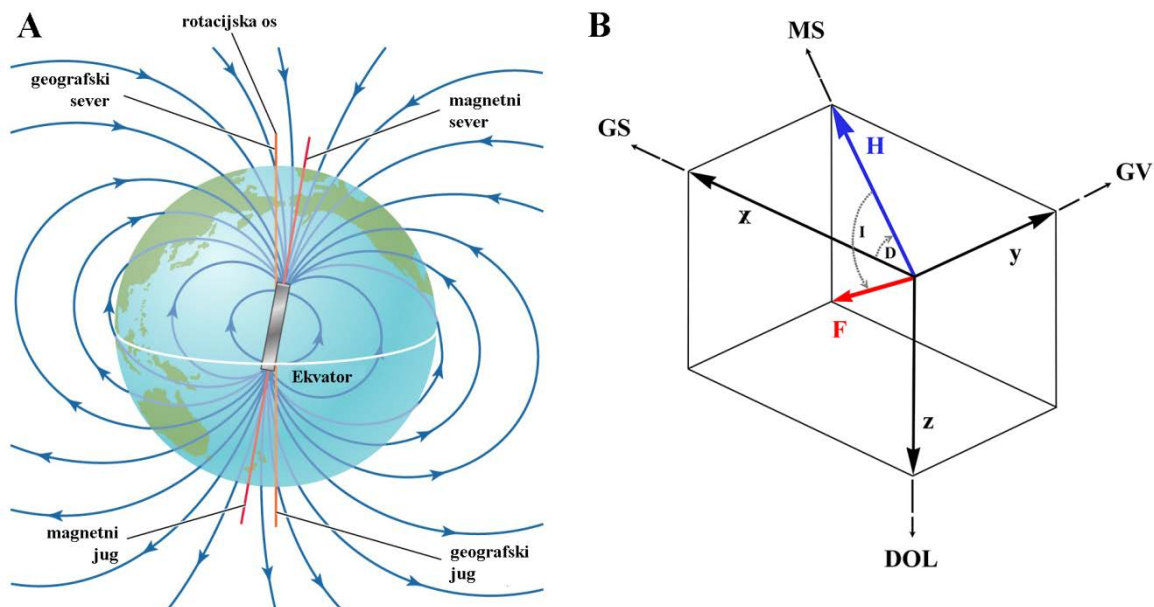 A
rotacijska os
geografski
sever
magnetni
sever
Ekvator
magnetni
jug
geografski
jug
B
MS
GS
H
GV
x
I
D
y
F
z
DOL